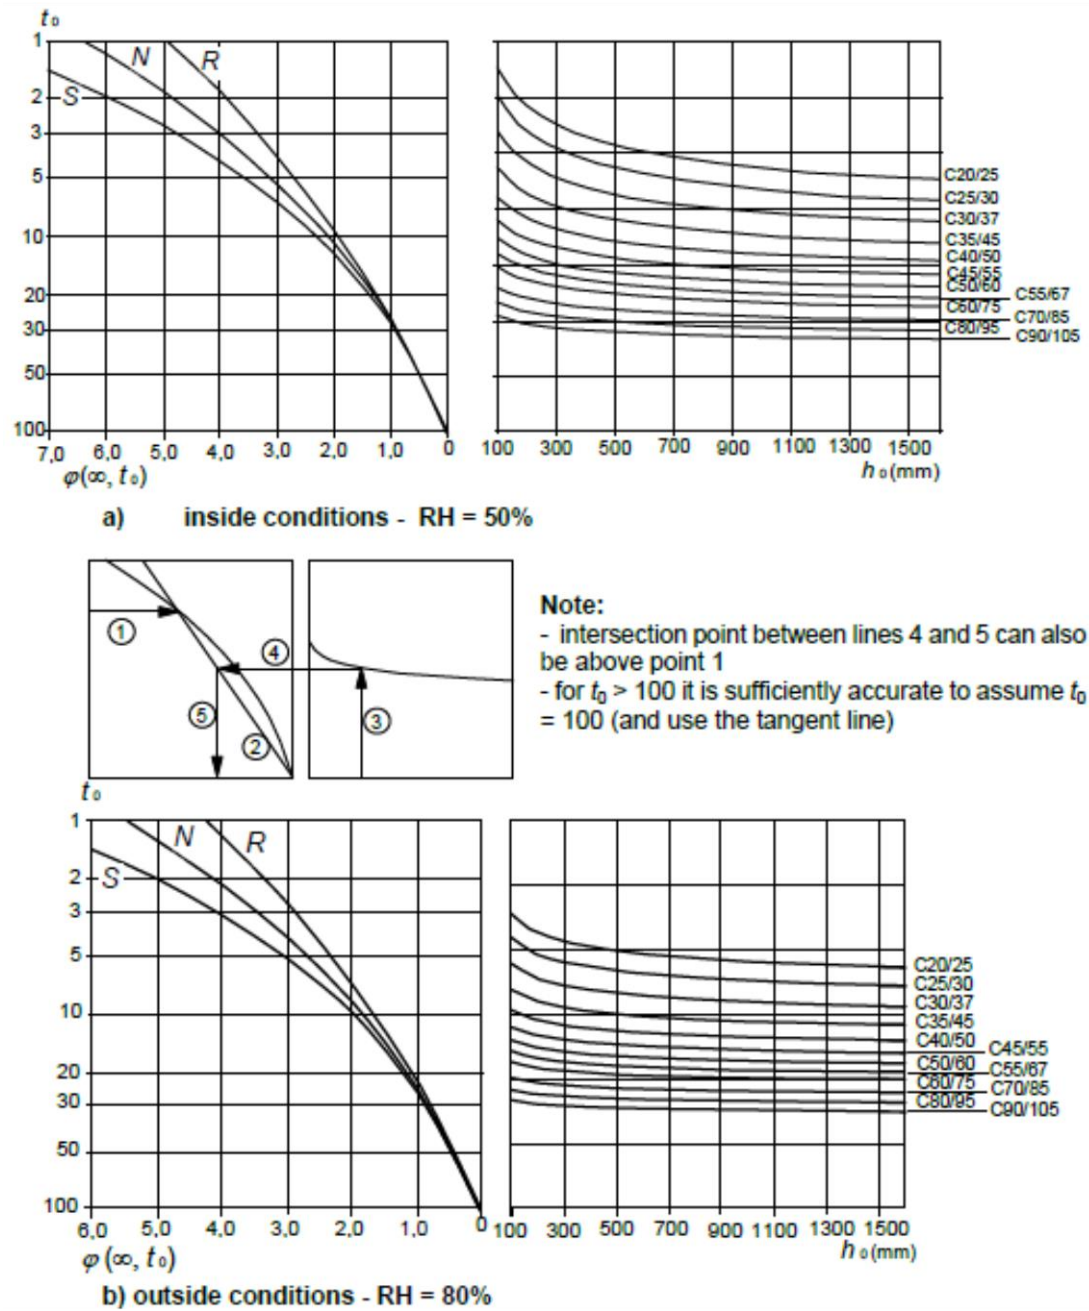 t₀
1
2
3
5
10
20
30
50
100
S
N
R
7,0 6,0 5,0 4,0 3,0 2,0 1,0 0
φ(∞, t₀)
C20/25
C25/30
C30/37
C35/45
C40/50
C45/55
C50/60
C55/67
C60/75
C70/85
C80/95
C90/105
100 300 500 700 900 1100 1300 1500
h₀(mm)
a) inside conditions - RH = 50%
1
2
3
4
5
Note:
- intersection point between lines 4 and 5 can also
be above point 1
- for t₀ > 100 it is sufficiently accurate to assume t₀
= 100 (and use the tangent line)
t₀
1
2
3
5
10
20
30
50
100
S
N
R
6,0 5,0 4,0 3,0 2,0 1,0 0
φ (∞, t₀)
C20/25
C25/30
C30/37
C35/45
C40/50
C45/55
C50/60
C55/67
C60/75
C70/85
C80/95
C90/105
100 300 500 700 900 1100 1300 1500
h₀(mm)
b) outside conditions - RH = 80%